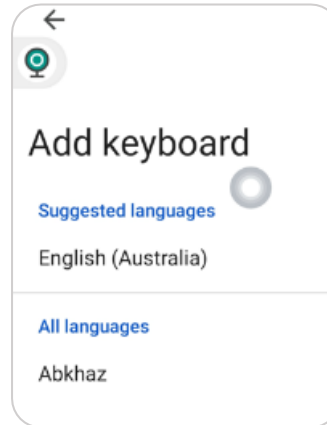 Add keyboard
Suggested languages
English (Australia)
All languages
Abkhaz